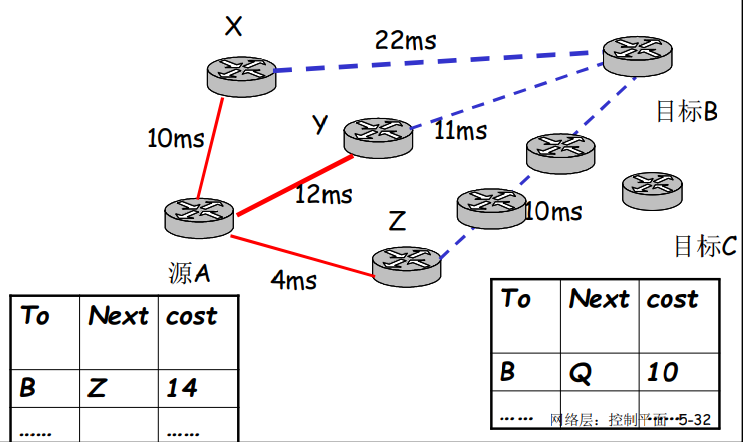 X
22ms
目标B
Y
11ms
10ms
12ms
Z
10ms
目标C
源A
4ms
To Next cost
B Z 14
…… ……
To Next cost
B Q 10
…… ……
网络层：控制平面 5-32